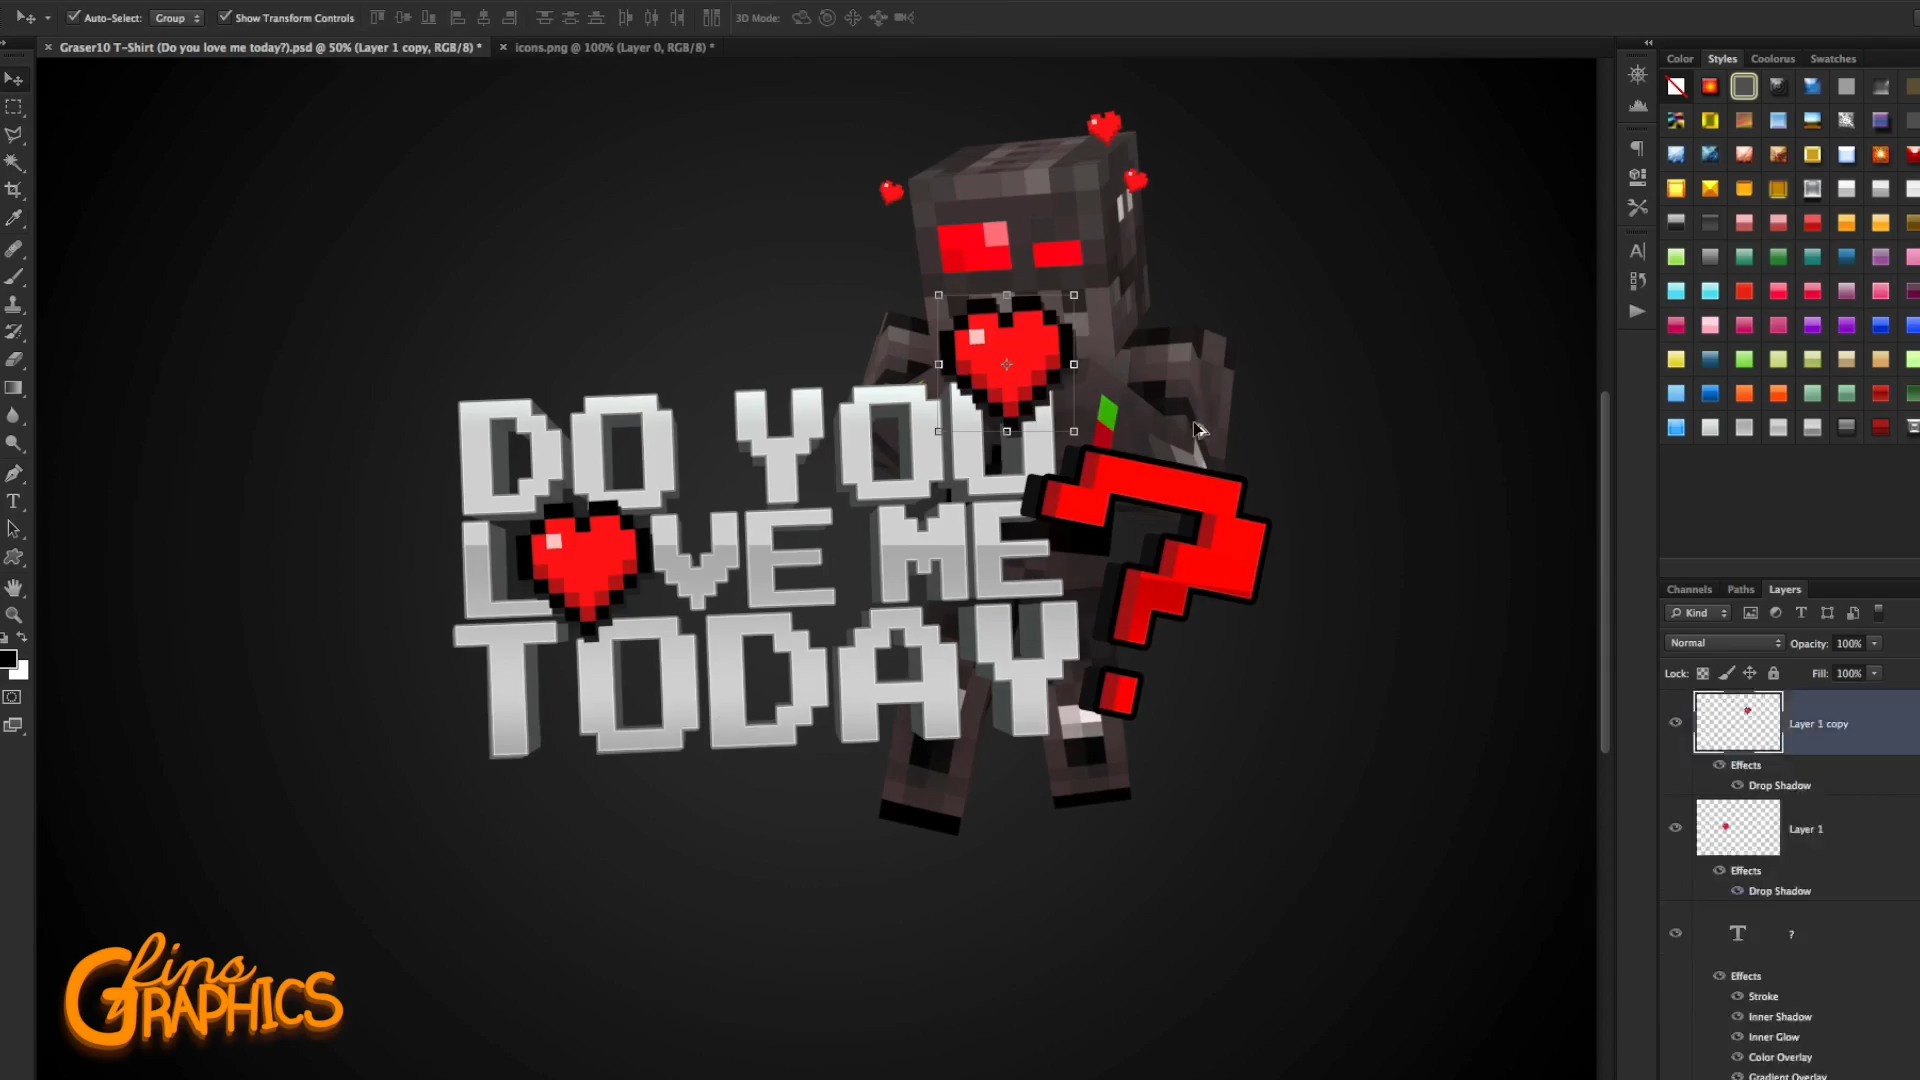 Auto-Select: Group Show Transform Controls 3D Mode:
Graser10 T-Shirt (Do you love me today?).psd @ 50% (Layer 1 copy, RGB/8) * icons.png @ 100% (Layer 0, RGB/8) *
Color Styles Coolorus Swatches
DO YOU
LOVE ME
TODAY
?
Channels Paths Layers
Kind
Normal Opacity: 100%
Lock: Fill: 100%
Layer 1 copy
Effects
Drop Shadow
Layer 1
Effects
Drop Shadow
T ?
Effects
Stroke
Inner Shadow
Inner Glow
Color Overlay
Gradient Overlay
Glins
GRAPHICS